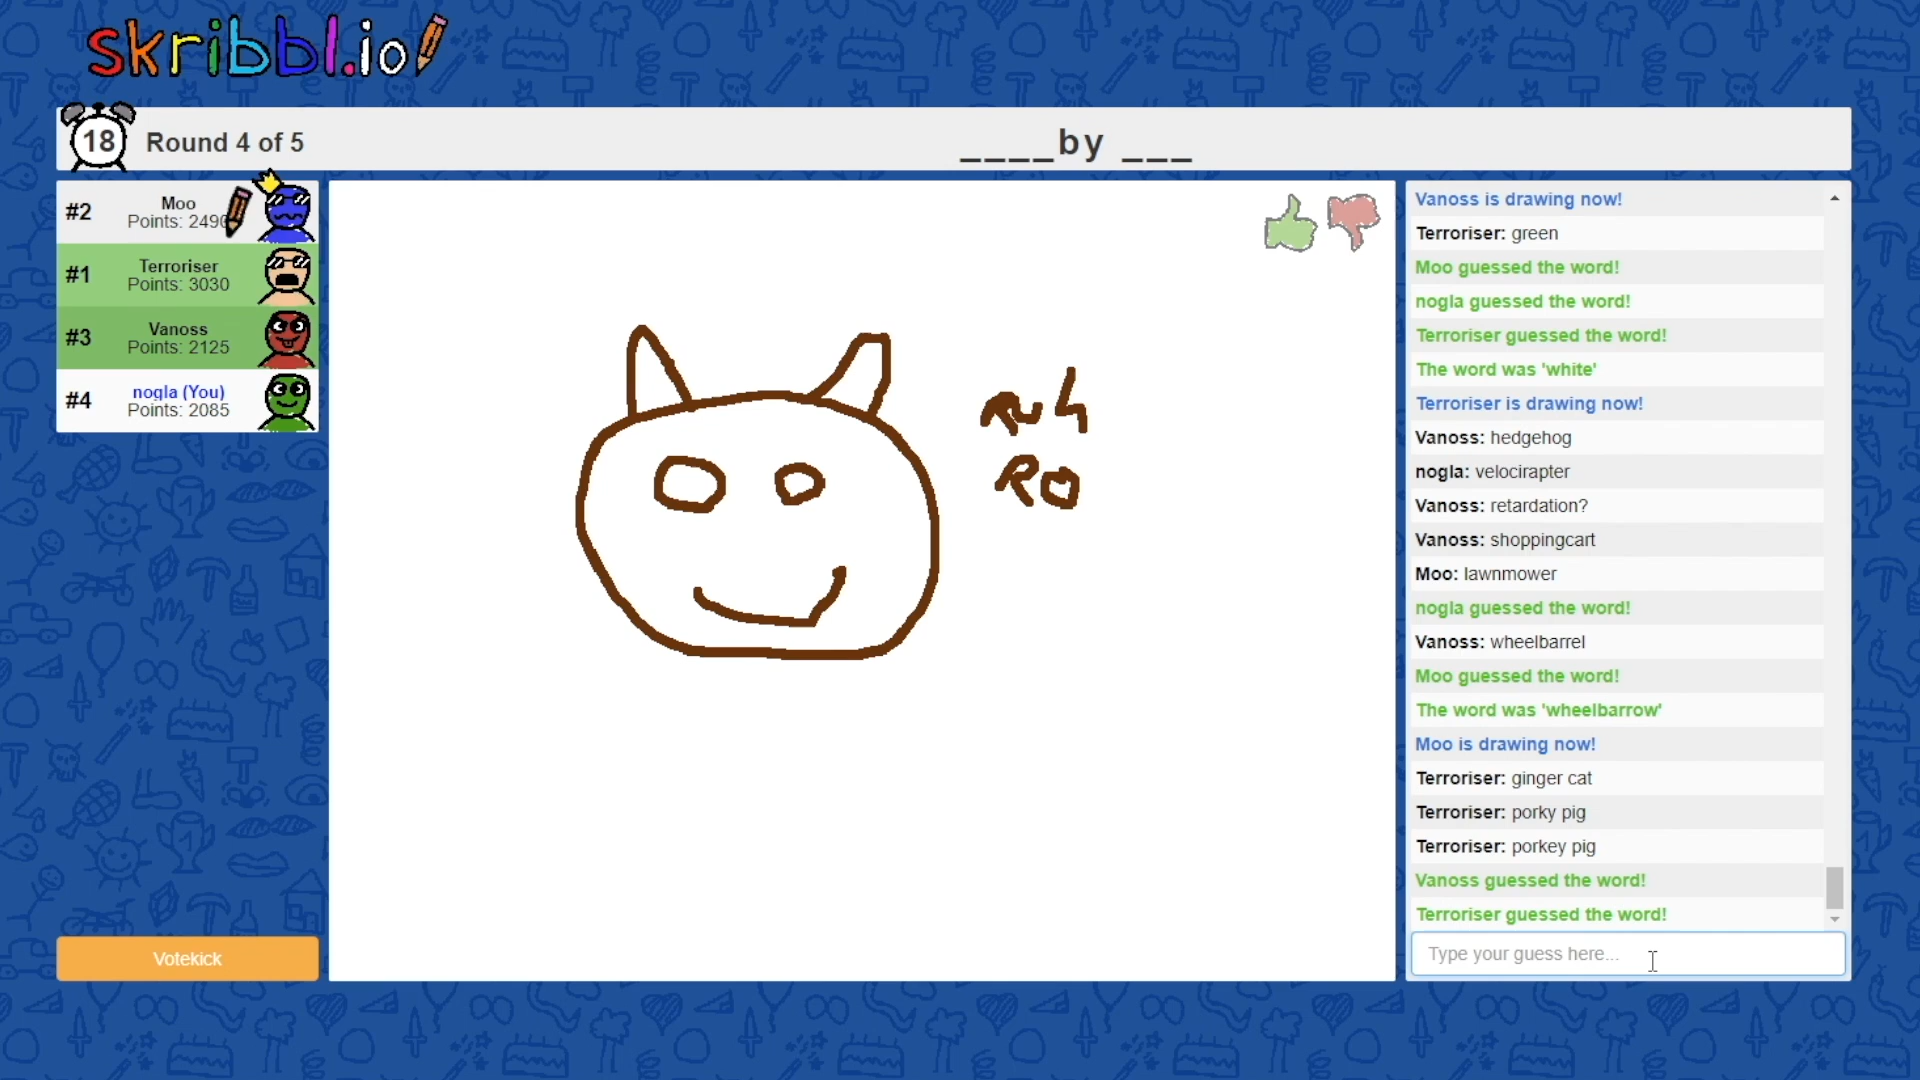 skribbl.io
18 Round 4 of 5
____by ___
#2 Moo
Points: 2490
#1 Terroriser
Points: 3030
#3 Vanoss
Points: 2125
#4 nogla (You)
Points: 2085
Votekick
RuH
RO
Vanoss is drawing now!
Terroriser: green
Moo guessed the word!
nogla guessed the word!
Terroriser guessed the word!
The word was 'white'
Terroriser is drawing now!
Vanoss: hedgehog
nogla: velocirapter
Vanoss: retardation?
Vanoss: shoppingcart
Moo: lawnmower
nogla guessed the word!
Vanoss: wheelbarrel
Moo guessed the word!
The word was 'wheelbarrow'
Moo is drawing now!
Terroriser: ginger cat
Terroriser: porky pig
Terroriser: porkey pig
Vanoss guessed the word!
Terroriser guessed the word!
Type your guess here...